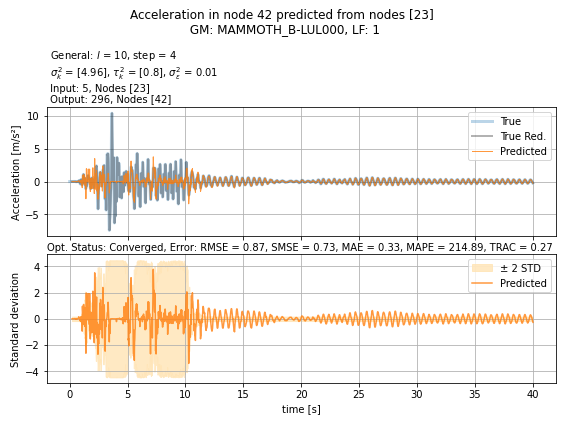 Acceleration in node 42 predicted from nodes [23]
GM: MAMMOTH_B-LUL000, LF: 1
General: l = 10, step = 4
σ²ₖ = [4.96], τ²ₖ = [0.8], σ²ε = 0.01
Input: 5, Nodes [23]
Output: 296, Nodes [42]
10
5
0
−5
Acceleration [m/s²]
True
True Red.
Predicted
Opt. Status: Converged, Error: RMSE = 0.87, SMSE = 0.73, MAE = 0.33, MAPE = 214.89, TRAC = 0.27
4
2
0
−2
−4
Standard deviation
± 2 STD
Predicted
0 5 10 15 20 25 30 35 40
time [s]